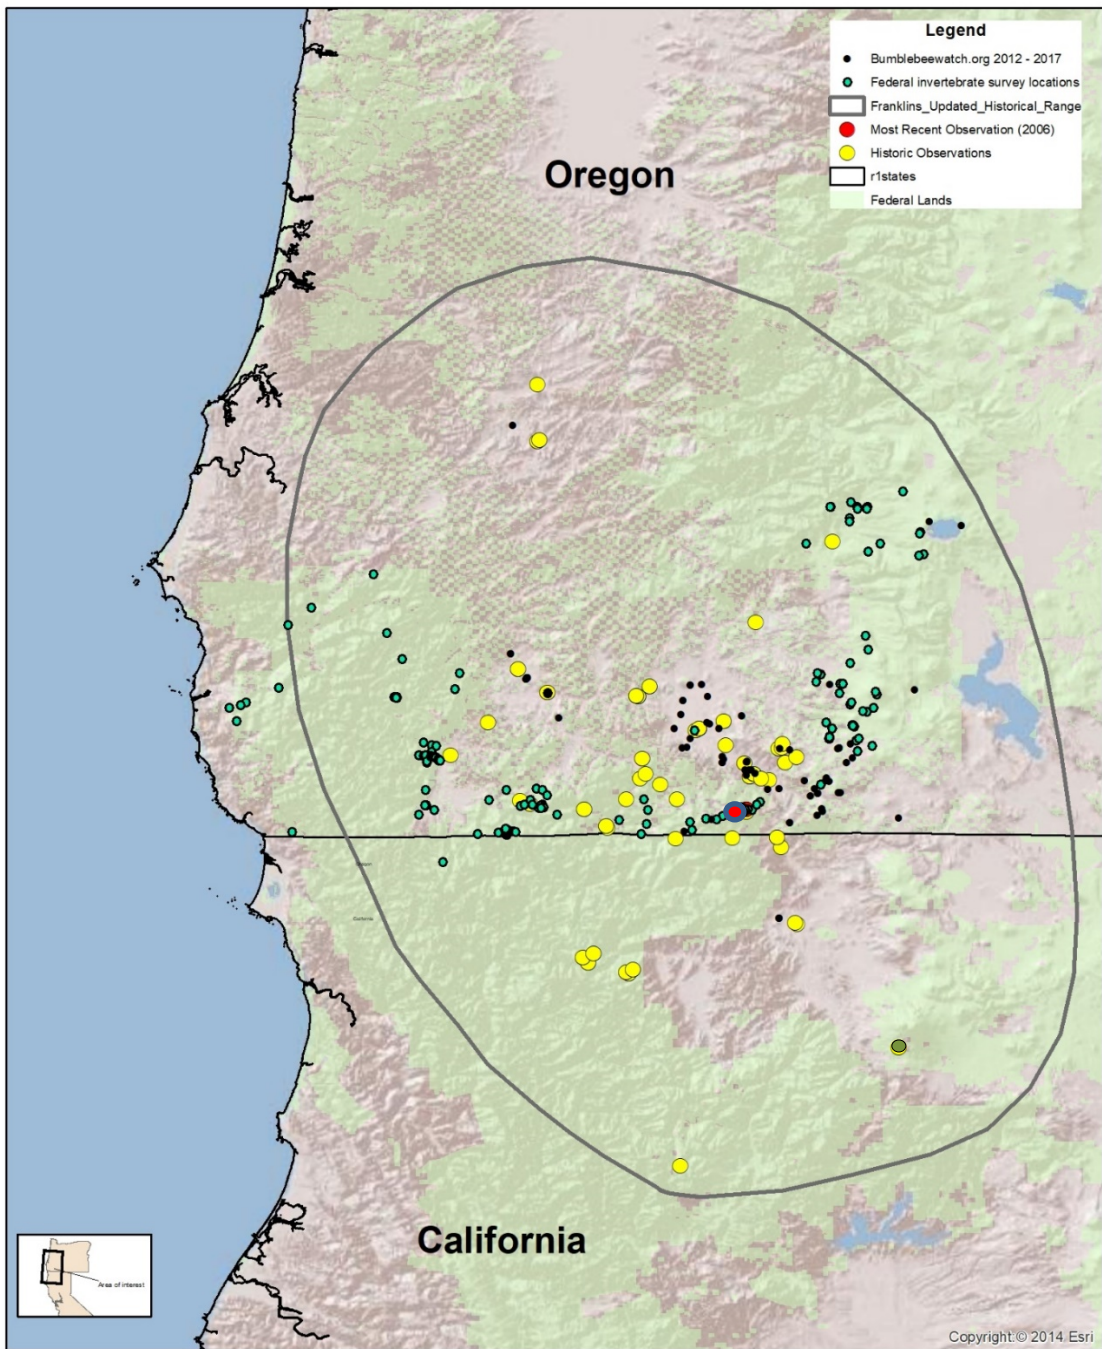 Legend
Bumblebeewatch.org 2012 - 2017
Federal invertebrate survey locations
Franklins_Updated_Historical_Range
Most Recent Observation (2006)
Historic Observations
r1states
Federal Lands
Oregon
California
Area of interest
Copyright:© 2014 Esri